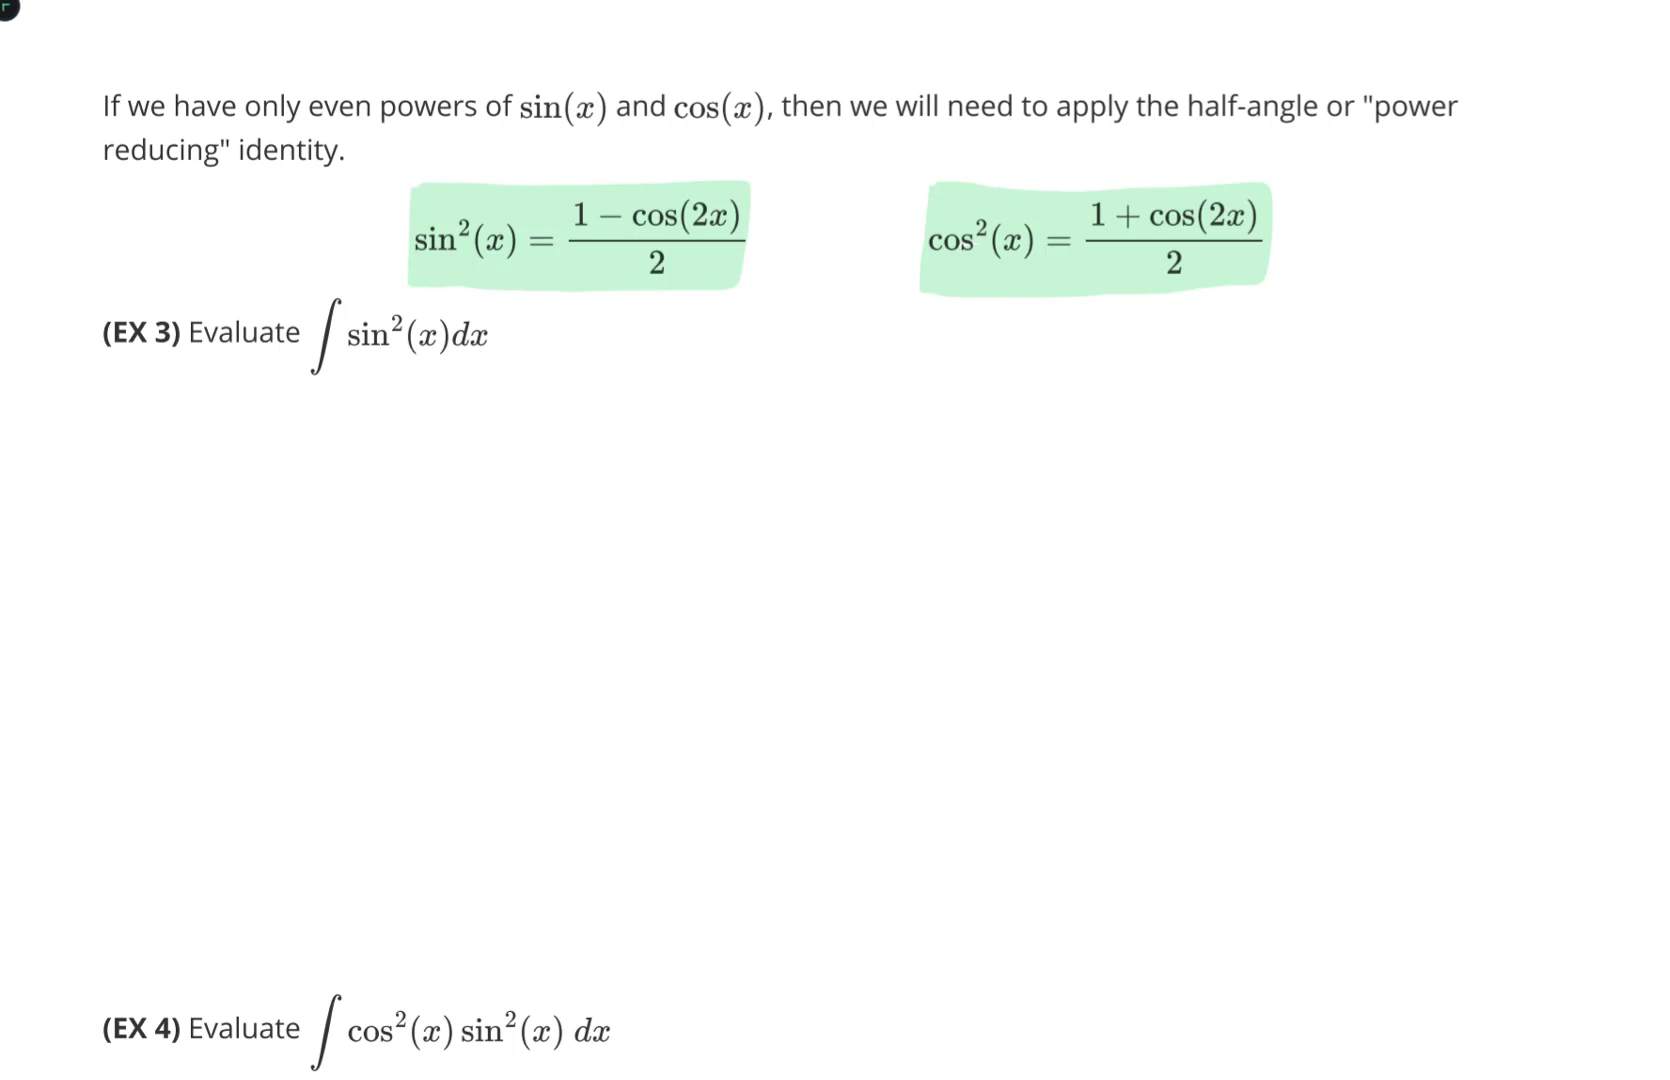 If we have only even powers of sin(x) and cos(x), then we will need to apply the half-angle or "power
reducing" identity.
sin²(x) = \frac{1 − cos(2x)}{2}    cos²(x) = \frac{1 + cos(2x)}{2}
(EX 3) Evaluate ∫ sin²(x)dx
(EX 4) Evaluate ∫ cos²(x) sin²(x) dx